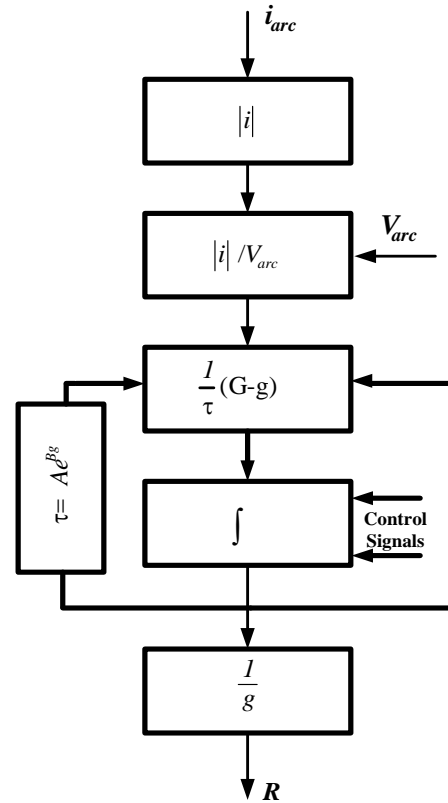 i_arc
|i|
|i| /V_arc
V_arc
1/τ (G-g)
τ= Ae^Bg
∫
Control
Signals
1/g
R